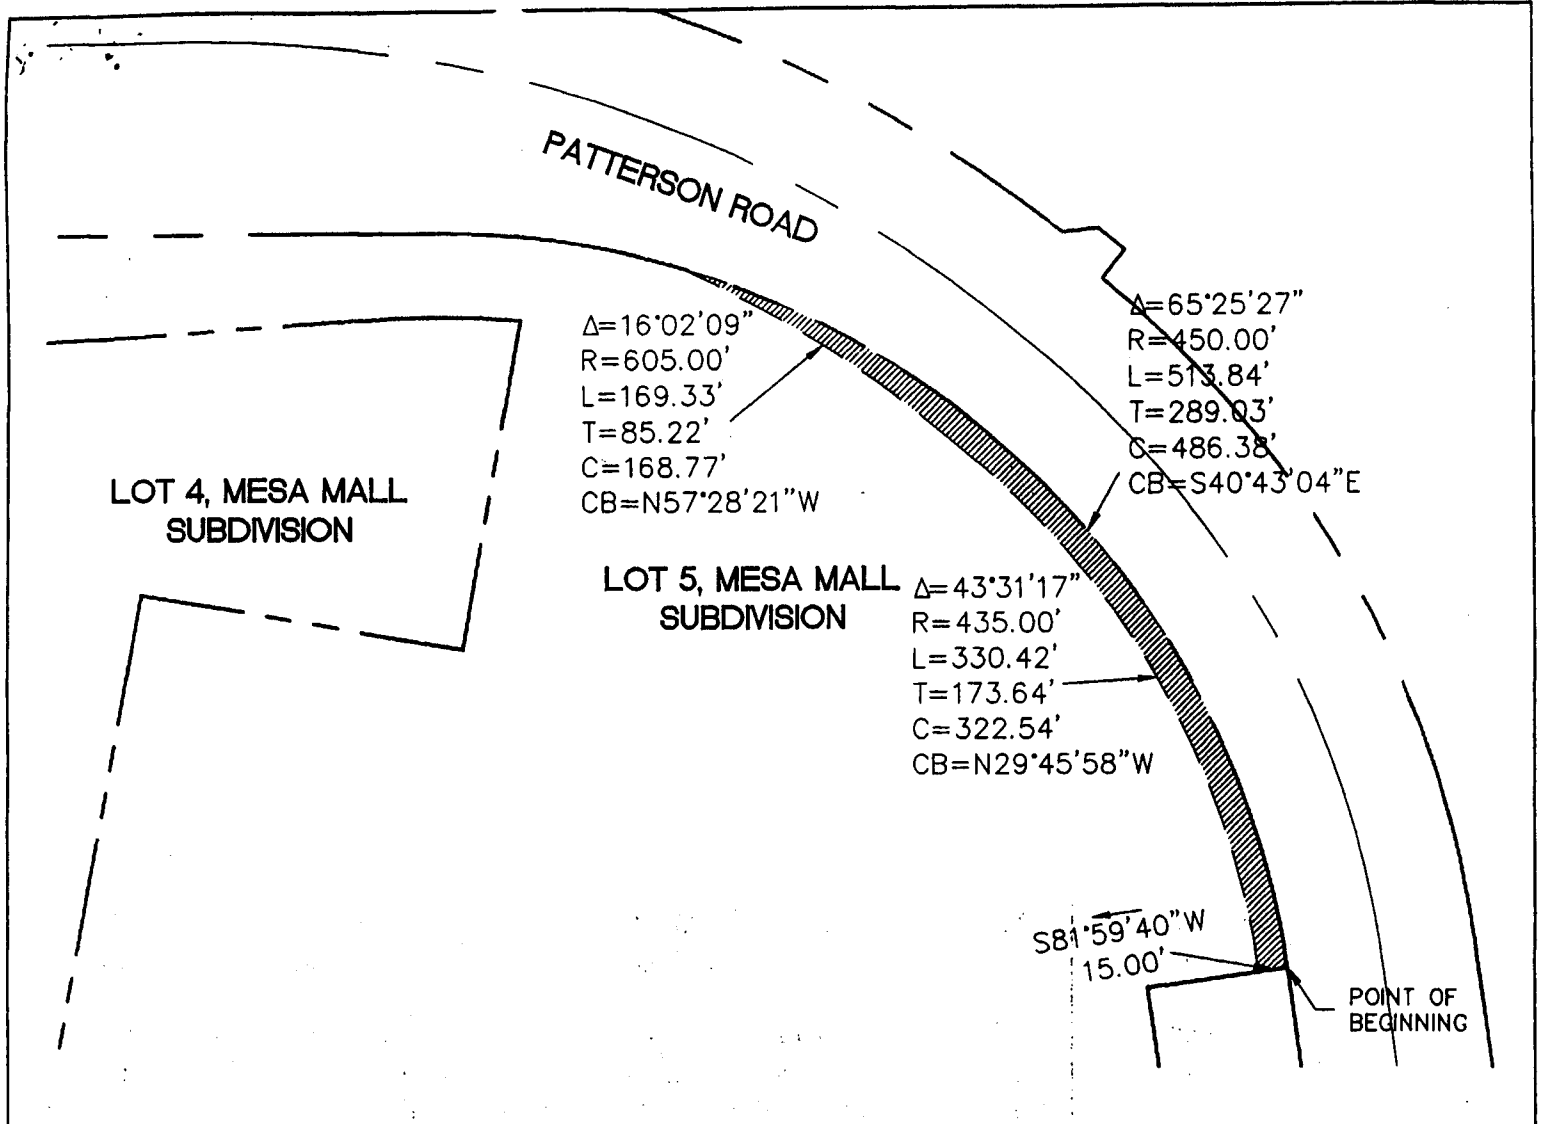 PATTERSON ROAD
Δ=16°02'09"
R=605.00'
L=169.33'
T=85.22'
C=168.77'
CB=N57°28'21"W
Δ=65°25'27"
R=450.00'
L=513.84'
T=289.03'
C=486.38'
CB=S40°43'04"E
LOT 4, MESA MALL
SUBDIVISION
LOT 5, MESA MALL
SUBDIVISION
Δ=43°31'17"
R=435.00'
L=330.42'
T=173.64'
C=322.54'
CB=N29°45'58"W
S81°59'40"W
15.00'
POINT OF
BEGINNING